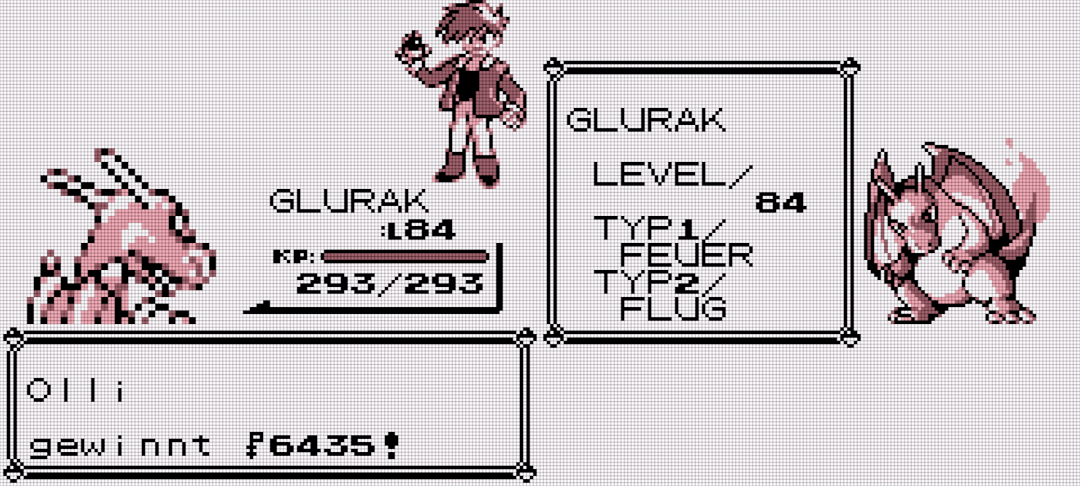 GLURAK
:L84
KP:
293/293
Olli
gewinnt ₽6435!
GLURAK
LEVEL/
84
TYP1/
FEUER
TYP2/
FLUG